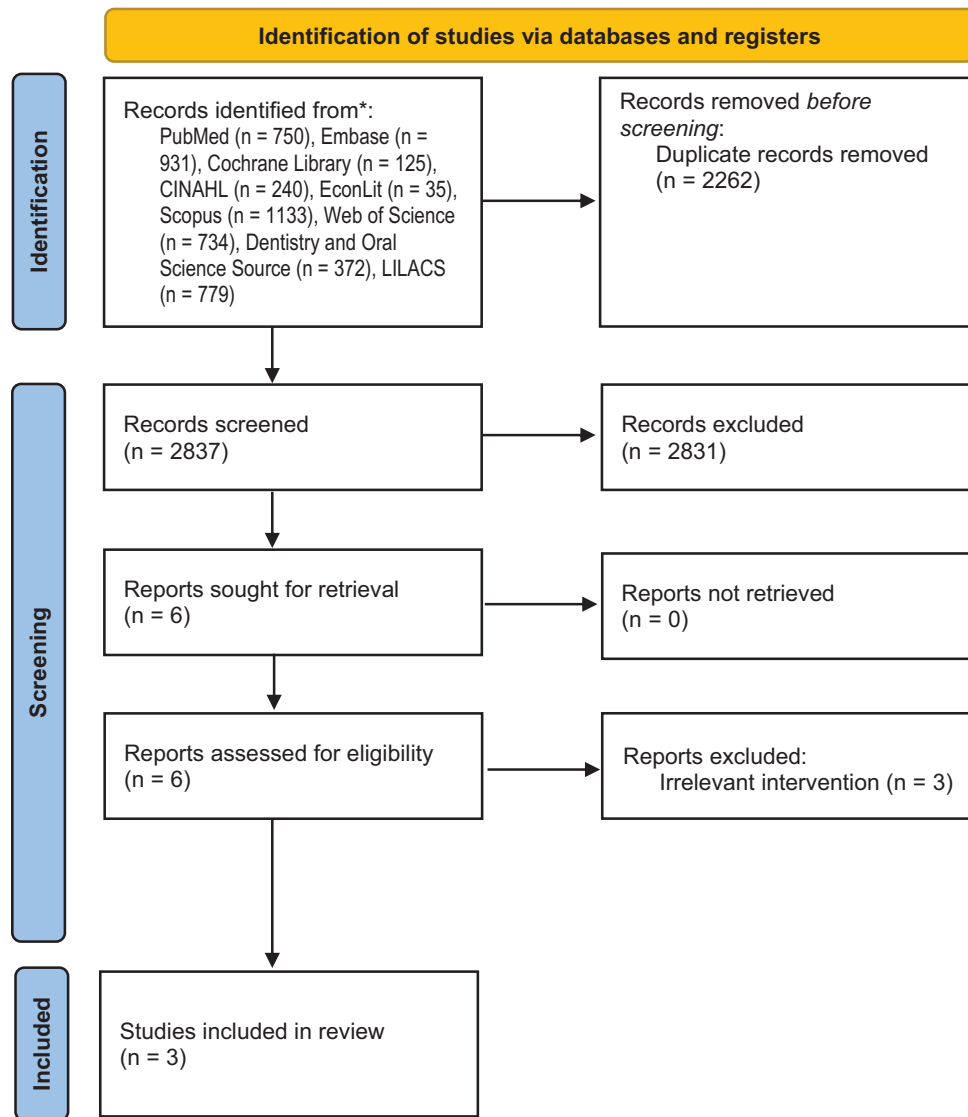 Identification of studies via databases and registers
Identification
Records identified from*:
PubMed (n = 750), Embase (n =
931), Cochrane Library (n = 125),
CINAHL (n = 240), EconLit (n = 35),
Scopus (n = 1133), Web of Science
(n = 734), Dentistry and Oral
Science Source (n = 372), LILACS
(n = 779)
Records removed before
screening:
Duplicate records removed
(n = 2262)
Screening
Records screened
(n = 2837)
Records excluded
(n = 2831)
Reports sought for retrieval
(n = 6)
Reports not retrieved
(n = 0)
Reports assessed for eligibility
(n = 6)
Reports excluded:
Irrelevant intervention (n = 3)
Included
Studies included in review
(n = 3)